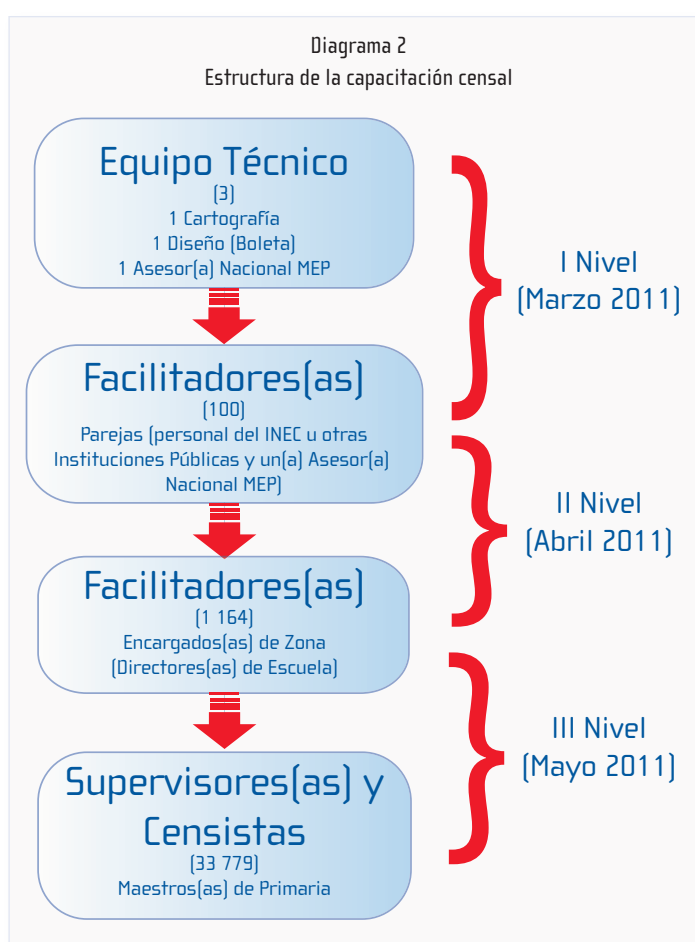 Diagrama 2
Estructura de la capacitación censal
Equipo Técnico
(3)
1 Cartografía
1 Diseño (Boleta)
1 Asesor(a) Nacional MEP
I Nivel
(Marzo 2011)
Facilitadores(as)
(100)
Parejas (personal del INEC u otras
Instituciones Públicas y un(a) Asesor(a)
Nacional MEP)
II Nivel
(Abril 2011)
Facilitadores(as)
(1 164)
Encargados(as) de Zona
(Directores(as) de Escuela)
III Nivel
(Mayo 2011)
Supervisores(as) y
Censistas
(33 779)
Maestros(as) de Primaria